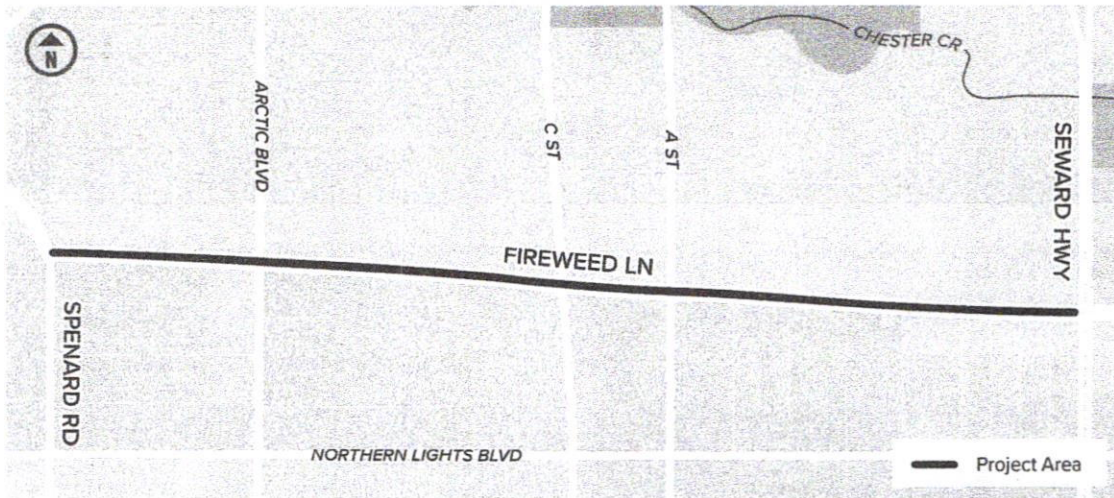 N
CHESTER CR
ARCTIC BLVD
C ST
A ST
SEWARD HWY
FIREWEED LN
SPENARD RD
NORTHERN LIGHTS BLVD
Project Area